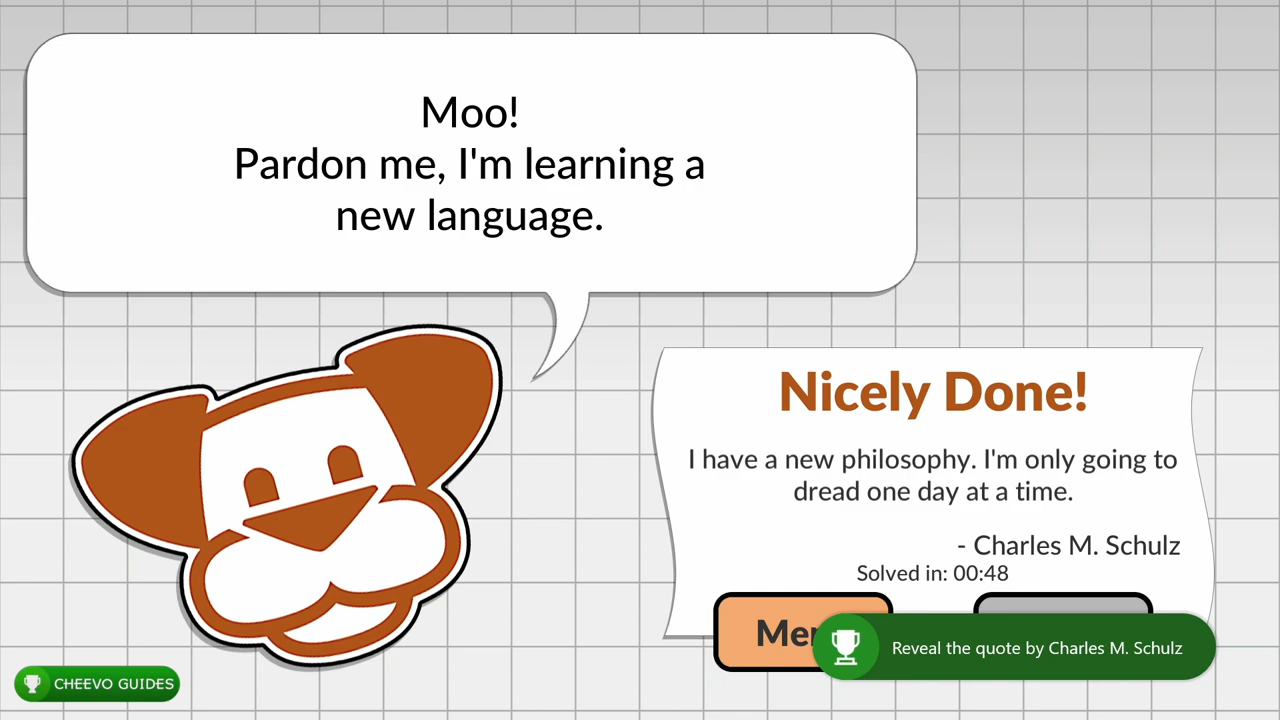 Moo!
Pardon me, I'm learning a
new language.
Nicely Done!
I have a new philosophy. I'm only going to
dread one day at a time.
- Charles M. Schulz
Solved in: 00:48
Reveal the quote by Charles M. Schulz
CHEEVO GUIDES